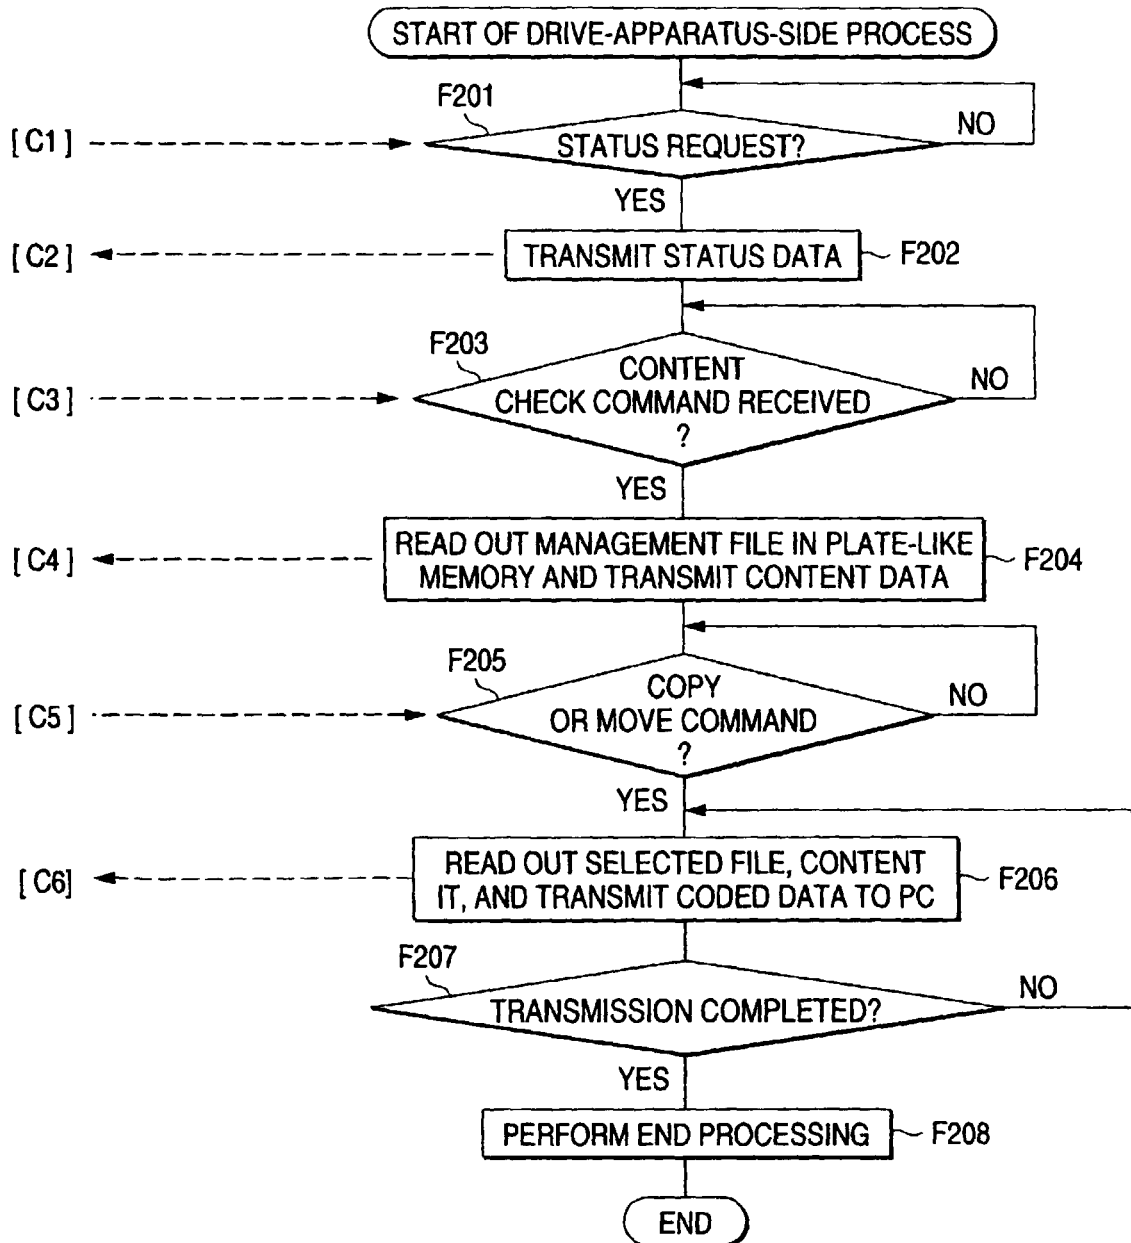 START OF DRIVE-APPARATUS-SIDE PROCESS
F201
[C1]
STATUS REQUEST?
NO
YES
[C2]
TRANSMIT STATUS DATA
F202
F203
[C3]
CONTENT
CHECK COMMAND RECEIVED
?
NO
YES
[C4]
READ OUT MANAGEMENT FILE IN PLATE-LIKE
MEMORY AND TRANSMIT CONTENT DATA
F204
F205
[C5]
COPY
OR MOVE COMMAND
?
NO
YES
[C6]
READ OUT SELECTED FILE, CONTENT
IT, AND TRANSMIT CODED DATA TO PC
F206
F207
TRANSMISSION COMPLETED?
NO
YES
PERFORM END PROCESSING
F208
END